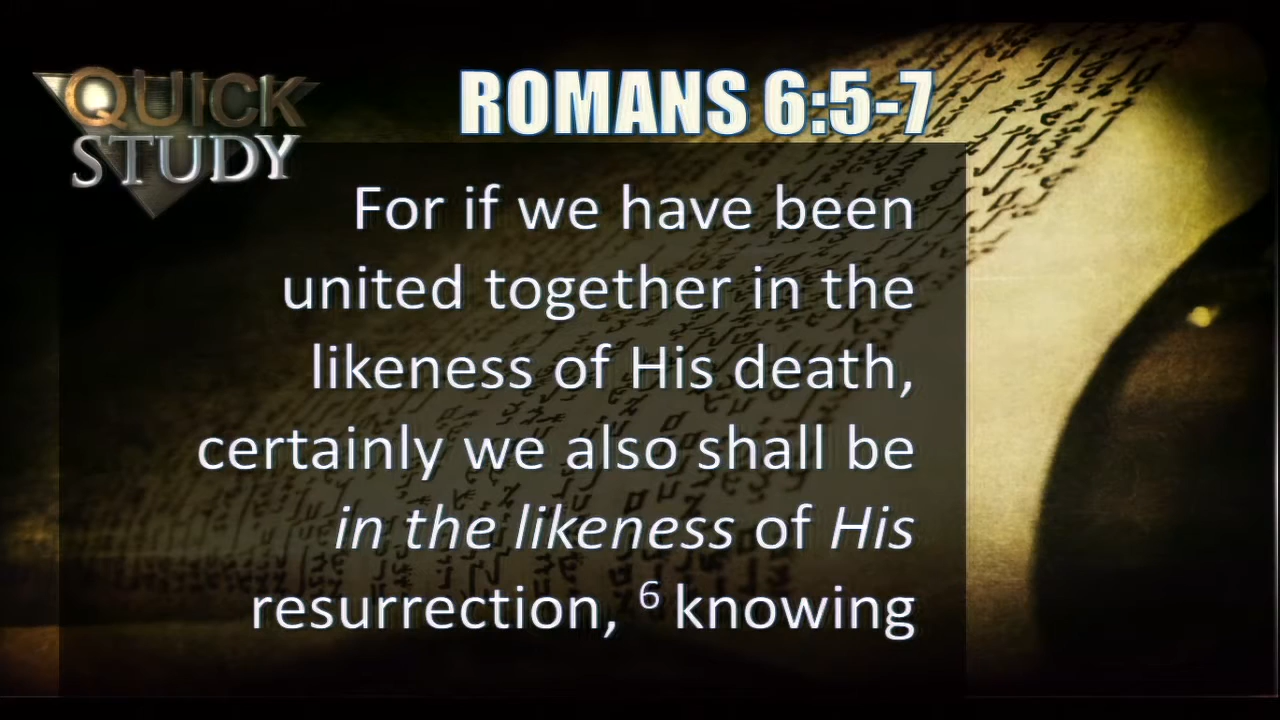 QUICK
STUDY
ROMANS 6:5-7
For if we have been
united together in the
likeness of His death,
certainly we also shall be
in the likeness of His
resurrection, ⁶ knowing